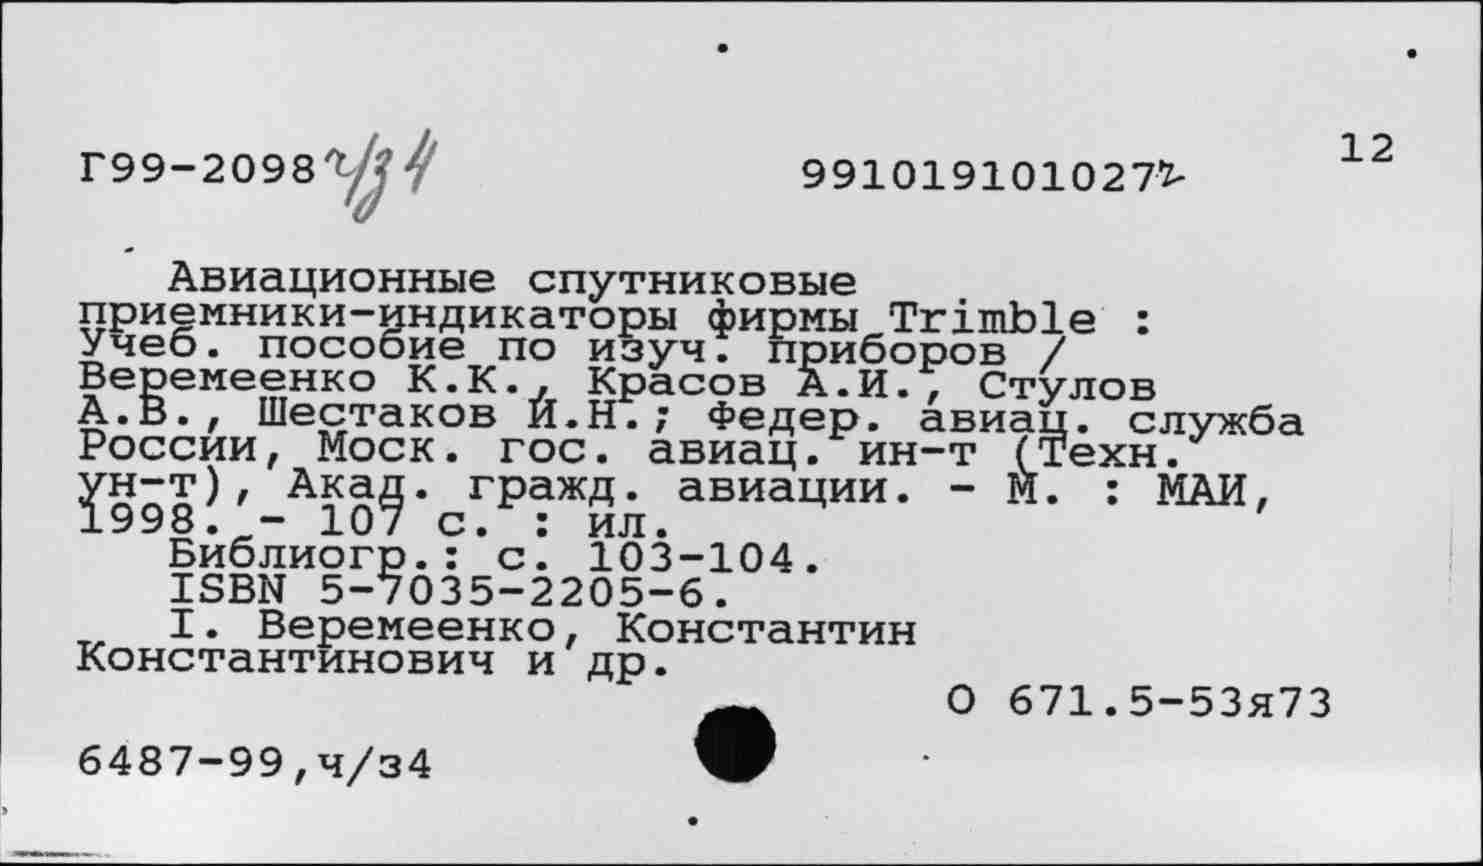 Г99-2098 ч/з4
991019101027
12
Авиационные спутниковые
приемники-индикаторы фирмы Trimble :
Учеб. пособие по изуч. приборов /
Веремеенко К.К., Красов А.И., Стулов
А.В., Шестаков И.Н.; Федер. авиац. служба
России, Моск. гос. авиац. ин-т (Техн.
ун-т), Акад. гражд. авиации. - М. : МАИ,
1998. - 107 с. : ил.
Библиогр.: с. 103-104.
ISBN 5-7035-2205-6.
I. Веремеенко, Константин
Константинович и др.
О 671.5-53я73
6487-99,ч/з4